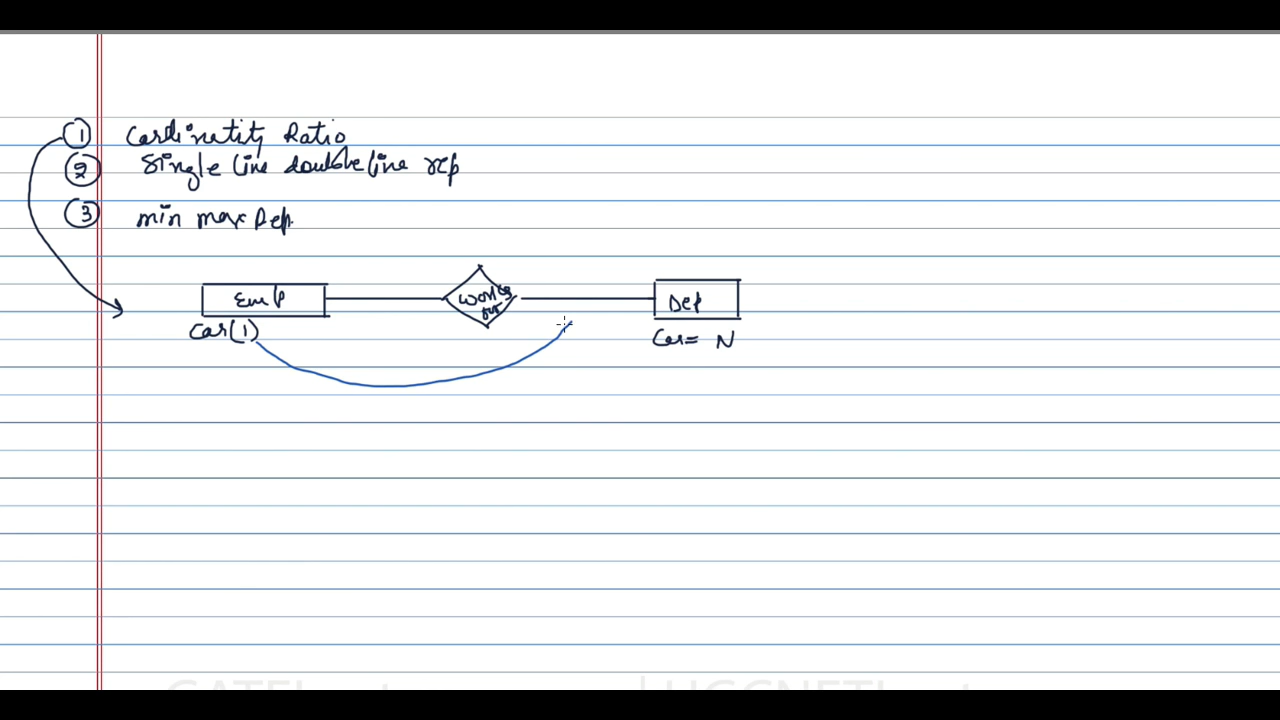 ① Cardinality Ratio
② Single line double line rep
③ min max Dep.
Emp
works
for
Dep
Car(1)
Car= N